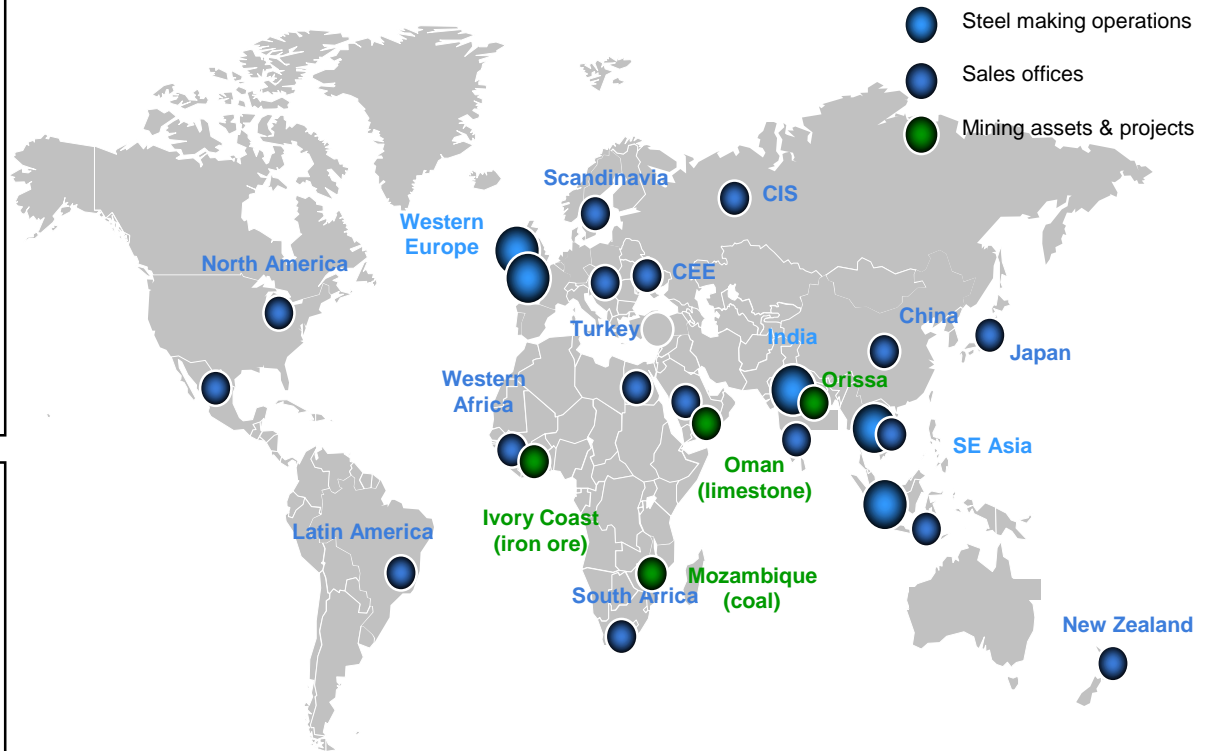 Steel making operations
Sales offices
Mining assets & projects
Scandinavia
CIS
Western
Europe
North America
CEE
China
Turkey
India
Japan
Western
Africa
Orissa
SE Asia
Oman
(limestone)
Ivory Coast
(iron ore)
Latin America
Mozambique
(coal)
South Africa
New Zealand